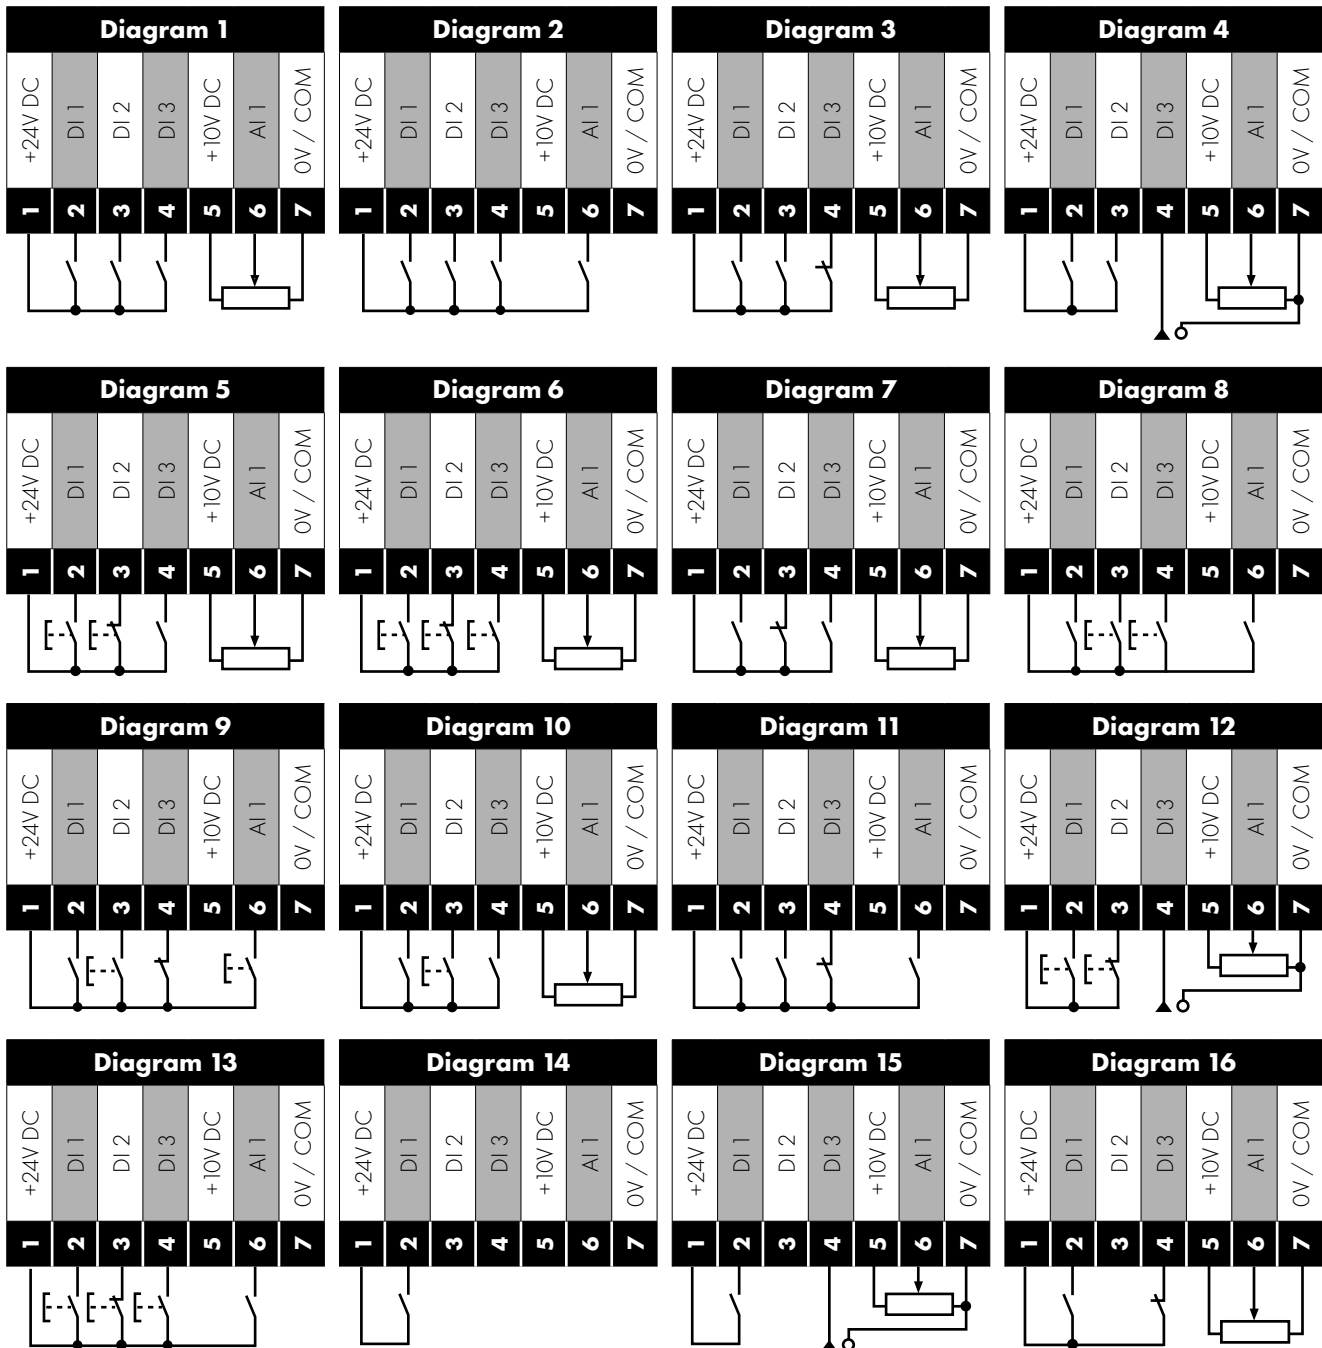 Diagram 1
+24V DC DI 1 DI 2 DI 3 +10V DC AI 1 0V / COM
1 2 3 4 5 6 7
Diagram 2
+24V DC DI 1 DI 2 DI 3 +10V DC AI 1 0V / COM
1 2 3 4 5 6 7
Diagram 3
+24V DC DI 1 DI 2 DI 3 +10V DC AI 1 0V / COM
1 2 3 4 5 6 7
Diagram 4
+24V DC DI 1 DI 2 DI 3 +10V DC AI 1 0V / COM
1 2 3 4 5 6 7
Diagram 5
+24V DC DI 1 DI 2 DI 3 +10V DC AI 1 0V / COM
1 2 3 4 5 6 7
Diagram 6
+24V DC DI 1 DI 2 DI 3 +10V DC AI 1 0V / COM
1 2 3 4 5 6 7
Diagram 7
+24V DC DI 1 DI 2 DI 3 +10V DC AI 1 0V / COM
1 2 3 4 5 6 7
Diagram 8
+24V DC DI 1 DI 2 DI 3 +10V DC AI 1 0V / COM
1 2 3 4 5 6 7
Diagram 9
+24V DC DI 1 DI 2 DI 3 +10V DC AI 1 0V / COM
1 2 3 4 5 6 7
Diagram 10
+24V DC DI 1 DI 2 DI 3 +10V DC AI 1 0V / COM
1 2 3 4 5 6 7
Diagram 11
+24V DC DI 1 DI 2 DI 3 +10V DC AI 1 0V / COM
1 2 3 4 5 6 7
Diagram 12
+24V DC DI 1 DI 2 DI 3 +10V DC AI 1 0V / COM
1 2 3 4 5 6 7
Diagram 13
+24V DC DI 1 DI 2 DI 3 +10V DC AI 1 0V / COM
1 2 3 4 5 6 7
Diagram 14
+24V DC DI 1 DI 2 DI 3 +10V DC AI 1 0V / COM
1 2 3 4 5 6 7
Diagram 15
+24V DC DI 1 DI 2 DI 3 +10V DC AI 1 0V / COM
1 2 3 4 5 6 7
Diagram 16
+24V DC DI 1 DI 2 DI 3 +10V DC AI 1 0V / COM
1 2 3 4 5 6 7